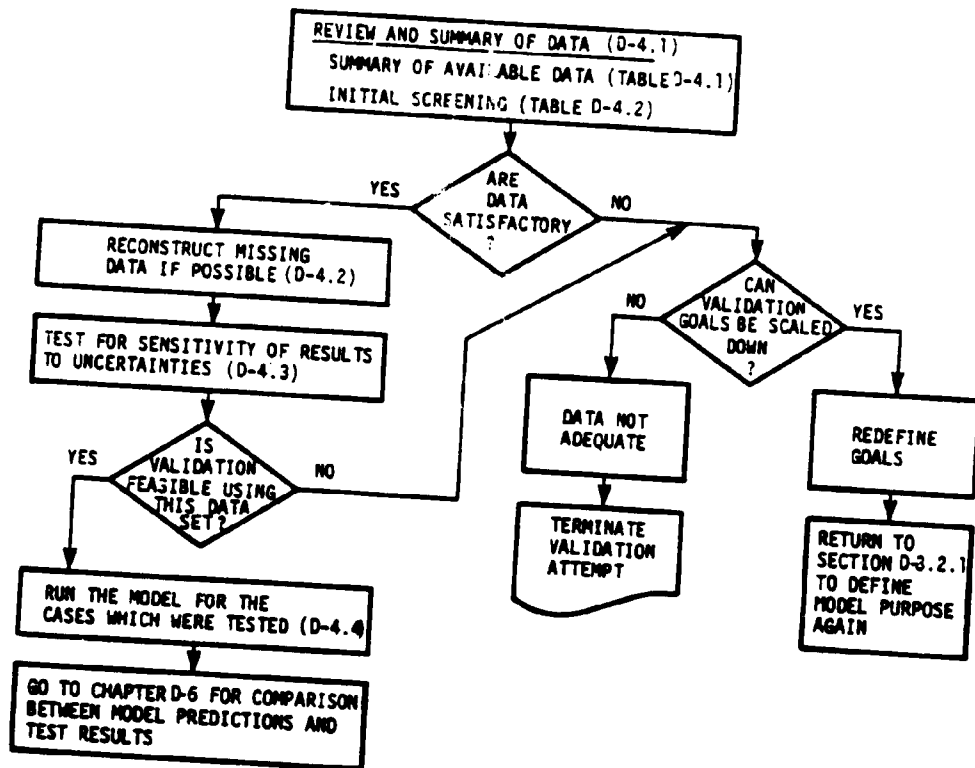 REVIEW AND SUMMARY OF DATA (D-4.1)
SUMMARY OF AVAILABLE DATA (TABLE D-4.1)
INITIAL SCREENING (TABLE D-4.2)
ARE
DATA
SATISFACTORY
?
YES
NO
RECONSTRUCT MISSING
DATA IF POSSIBLE (D-4.2)
TEST FOR SENSITIVITY OF RESULTS
TO UNCERTAINTIES (D-4.3)
IS
VALIDATION
FEASIBLE USING
THIS DATA
SET?
YES
NO
RUN THE MODEL FOR THE
CASES WHICH WERE TESTED (D-4.4)
GO TO CHAPTER D-6 FOR COMPARISON
BETWEEN MODEL PREDICTIONS AND
TEST RESULTS
CAN
VALIDATION
GOALS BE SCALED
DOWN
?
NO
YES
DATA NOT
ADEQUATE
TERMINATE
VALIDATION
ATTEMPT
REDEFINE
GOALS
RETURN TO
SECTION D-3.2.1
TO DEFINE
MODEL PURPOSE
AGAIN